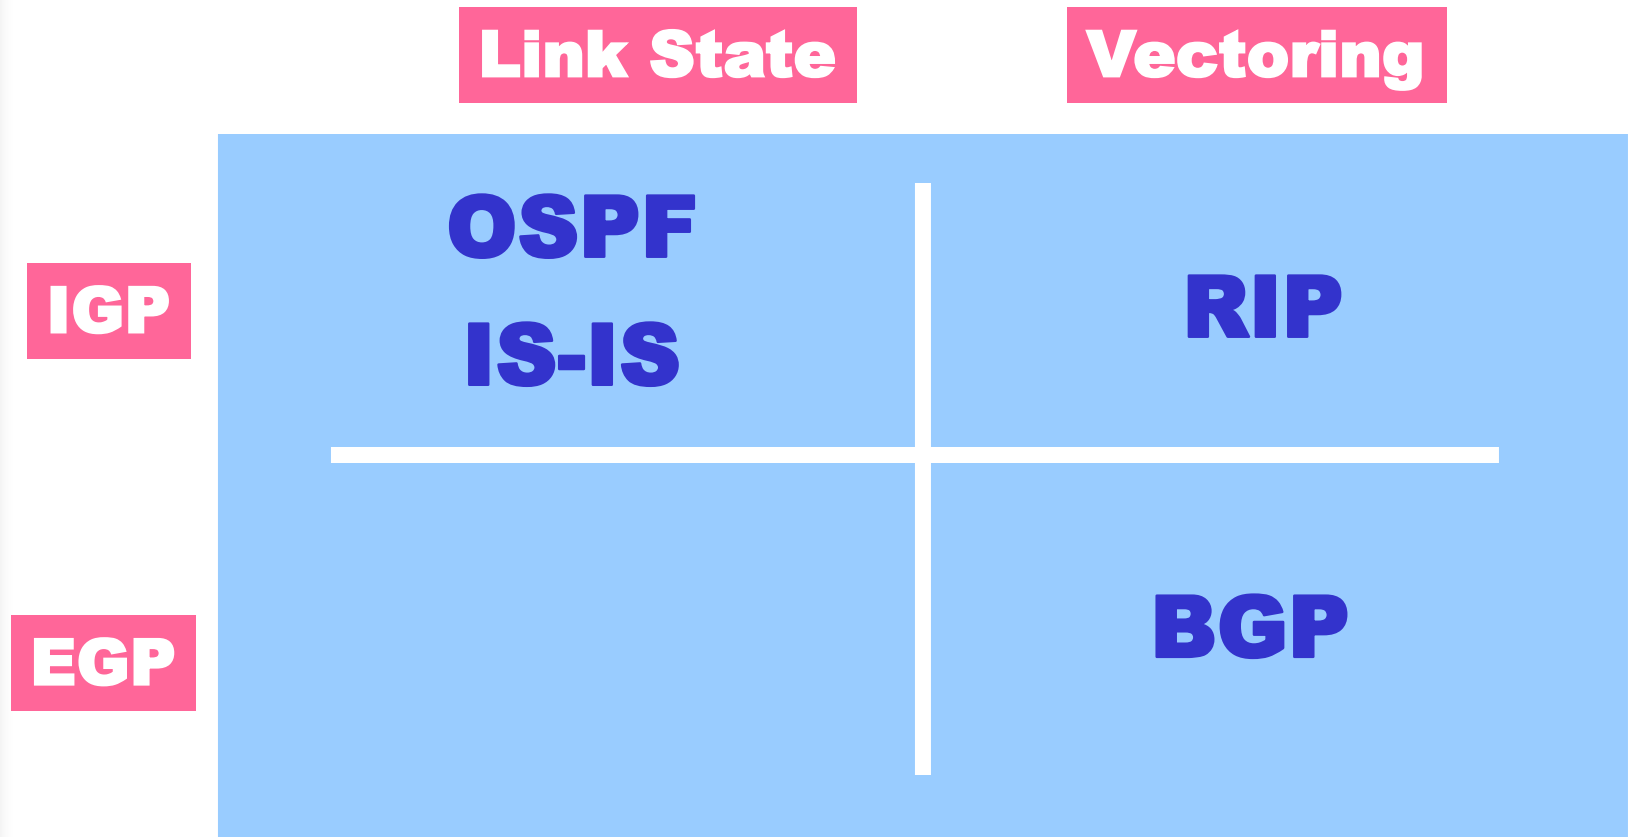 Link State
Vectoring
IGP
OSPF
IS-IS
RIP
EGP
BGP